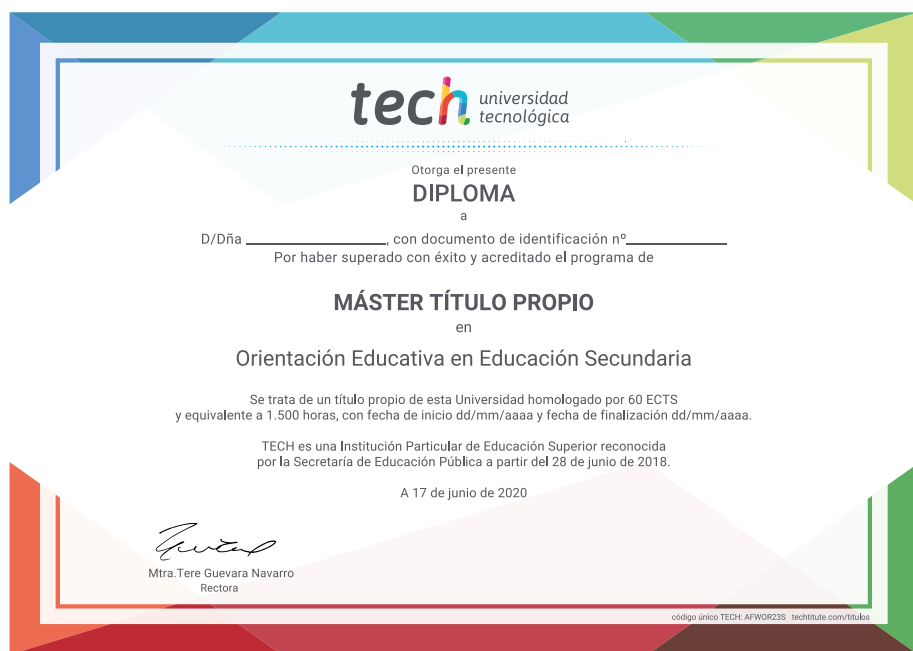 tech universidad
tecnológica
Otorga el presente
DIPLOMA
a
D/Dña ________________, con documento de identificación nº____________
Por haber superado con éxito y acreditado el programa de
MÁSTER TÍTULO PROPIO
en
Orientación Educativa en Educación Secundaria
Se trata de un título propio de esta Universidad homologado por 60 ECTS
y equivalente a 1.500 horas, con fecha de inicio dd/mm/aaaa y fecha de finalización dd/mm/aaaa.
TECH es una Institución Particular de Educación Superior reconocida
por la Secretaría de Educación Pública a partir del 28 de junio de 2018.
A 17 de junio de 2020
Mtra.Tere Guevara Navarro
Rectora
código único TECH: AFWOR23S techtitute.com/titulos